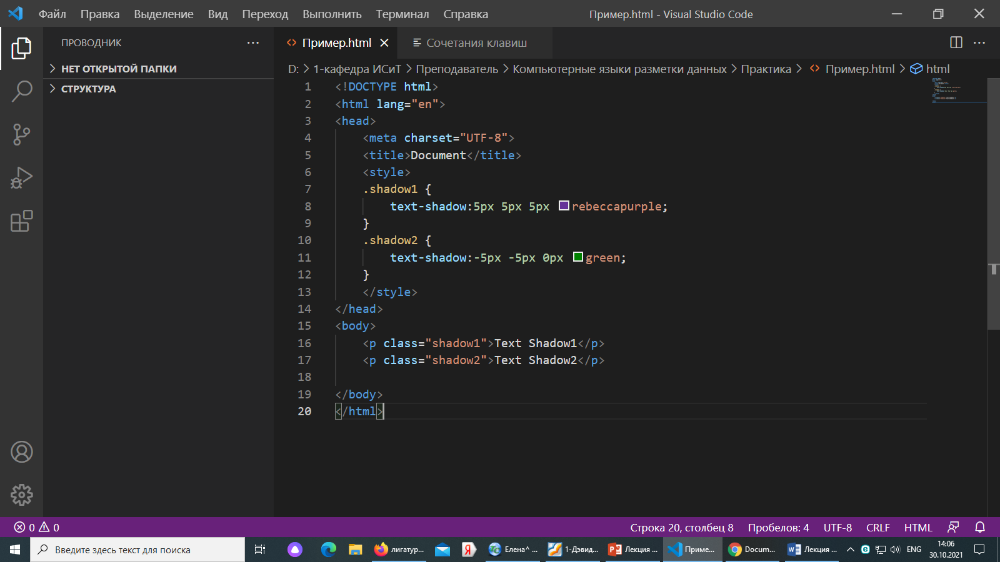 Файл Правка Выделение Вид Переход Выполнить Терминал Справка
Пример.html - Visual Studio Code
ПРОВОДНИК
Пример.html
Сочетания клавиш
НЕТ ОТКРЫТОЙ ПАПКИ
СТРУКТУРА
D: > 1-кафедра ИСиТ > Преподаватель > Компьютерные языки разметки данных > Практика > Пример.html > html
1 <!DOCTYPE html>
2 <html lang="en">
3 <head>
4 <meta charset="UTF-8">
5 <title>Document</title>
6 <style>
7 .shadow1 {
8 text-shadow:5px 5px 5px rebeccapurple;
9 }
10 .shadow2 {
11 text-shadow:-5px -5px 0px green;
12 }
13 </style>
14 </head>
15 <body>
16 <p class="shadow1">Text Shadow1</p>
17 <p class="shadow2">Text Shadow2</p>
18
19 </body>
20 </html>
0 0
Строка 20, столбец 8 Пробелов: 4 UTF-8 CRLF HTML
Введите здесь текст для поиска
лигатур...
Я
Елена^ ...
1-Дэвид...
Лекция ...
Приме...
Docum...
Лекция ...
ENG
14:06
30.10.2021